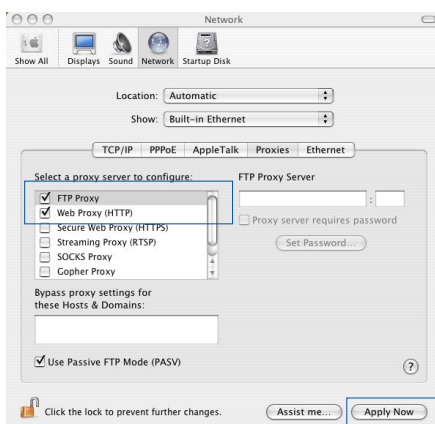 Network
Show All Displays Sound Network Startup Disk
Location: Automatic
Show: Built-in Ethernet
TCP/IP PPPoE AppleTalk Proxies Ethernet
Select a proxy server to configure: FTP Proxy Server
FTP Proxy :
Web Proxy (HTTP) Proxy server requires password
Secure Web Proxy (HTTPS)
Streaming Proxy (RTSP) Set Password...
SOCKS Proxy
Gopher Proxy
Bypass proxy settings for
these Hosts & Domains:
Use Passive FTP Mode (PASV) ?
Click the lock to prevent further changes. Assist me... Apply Now